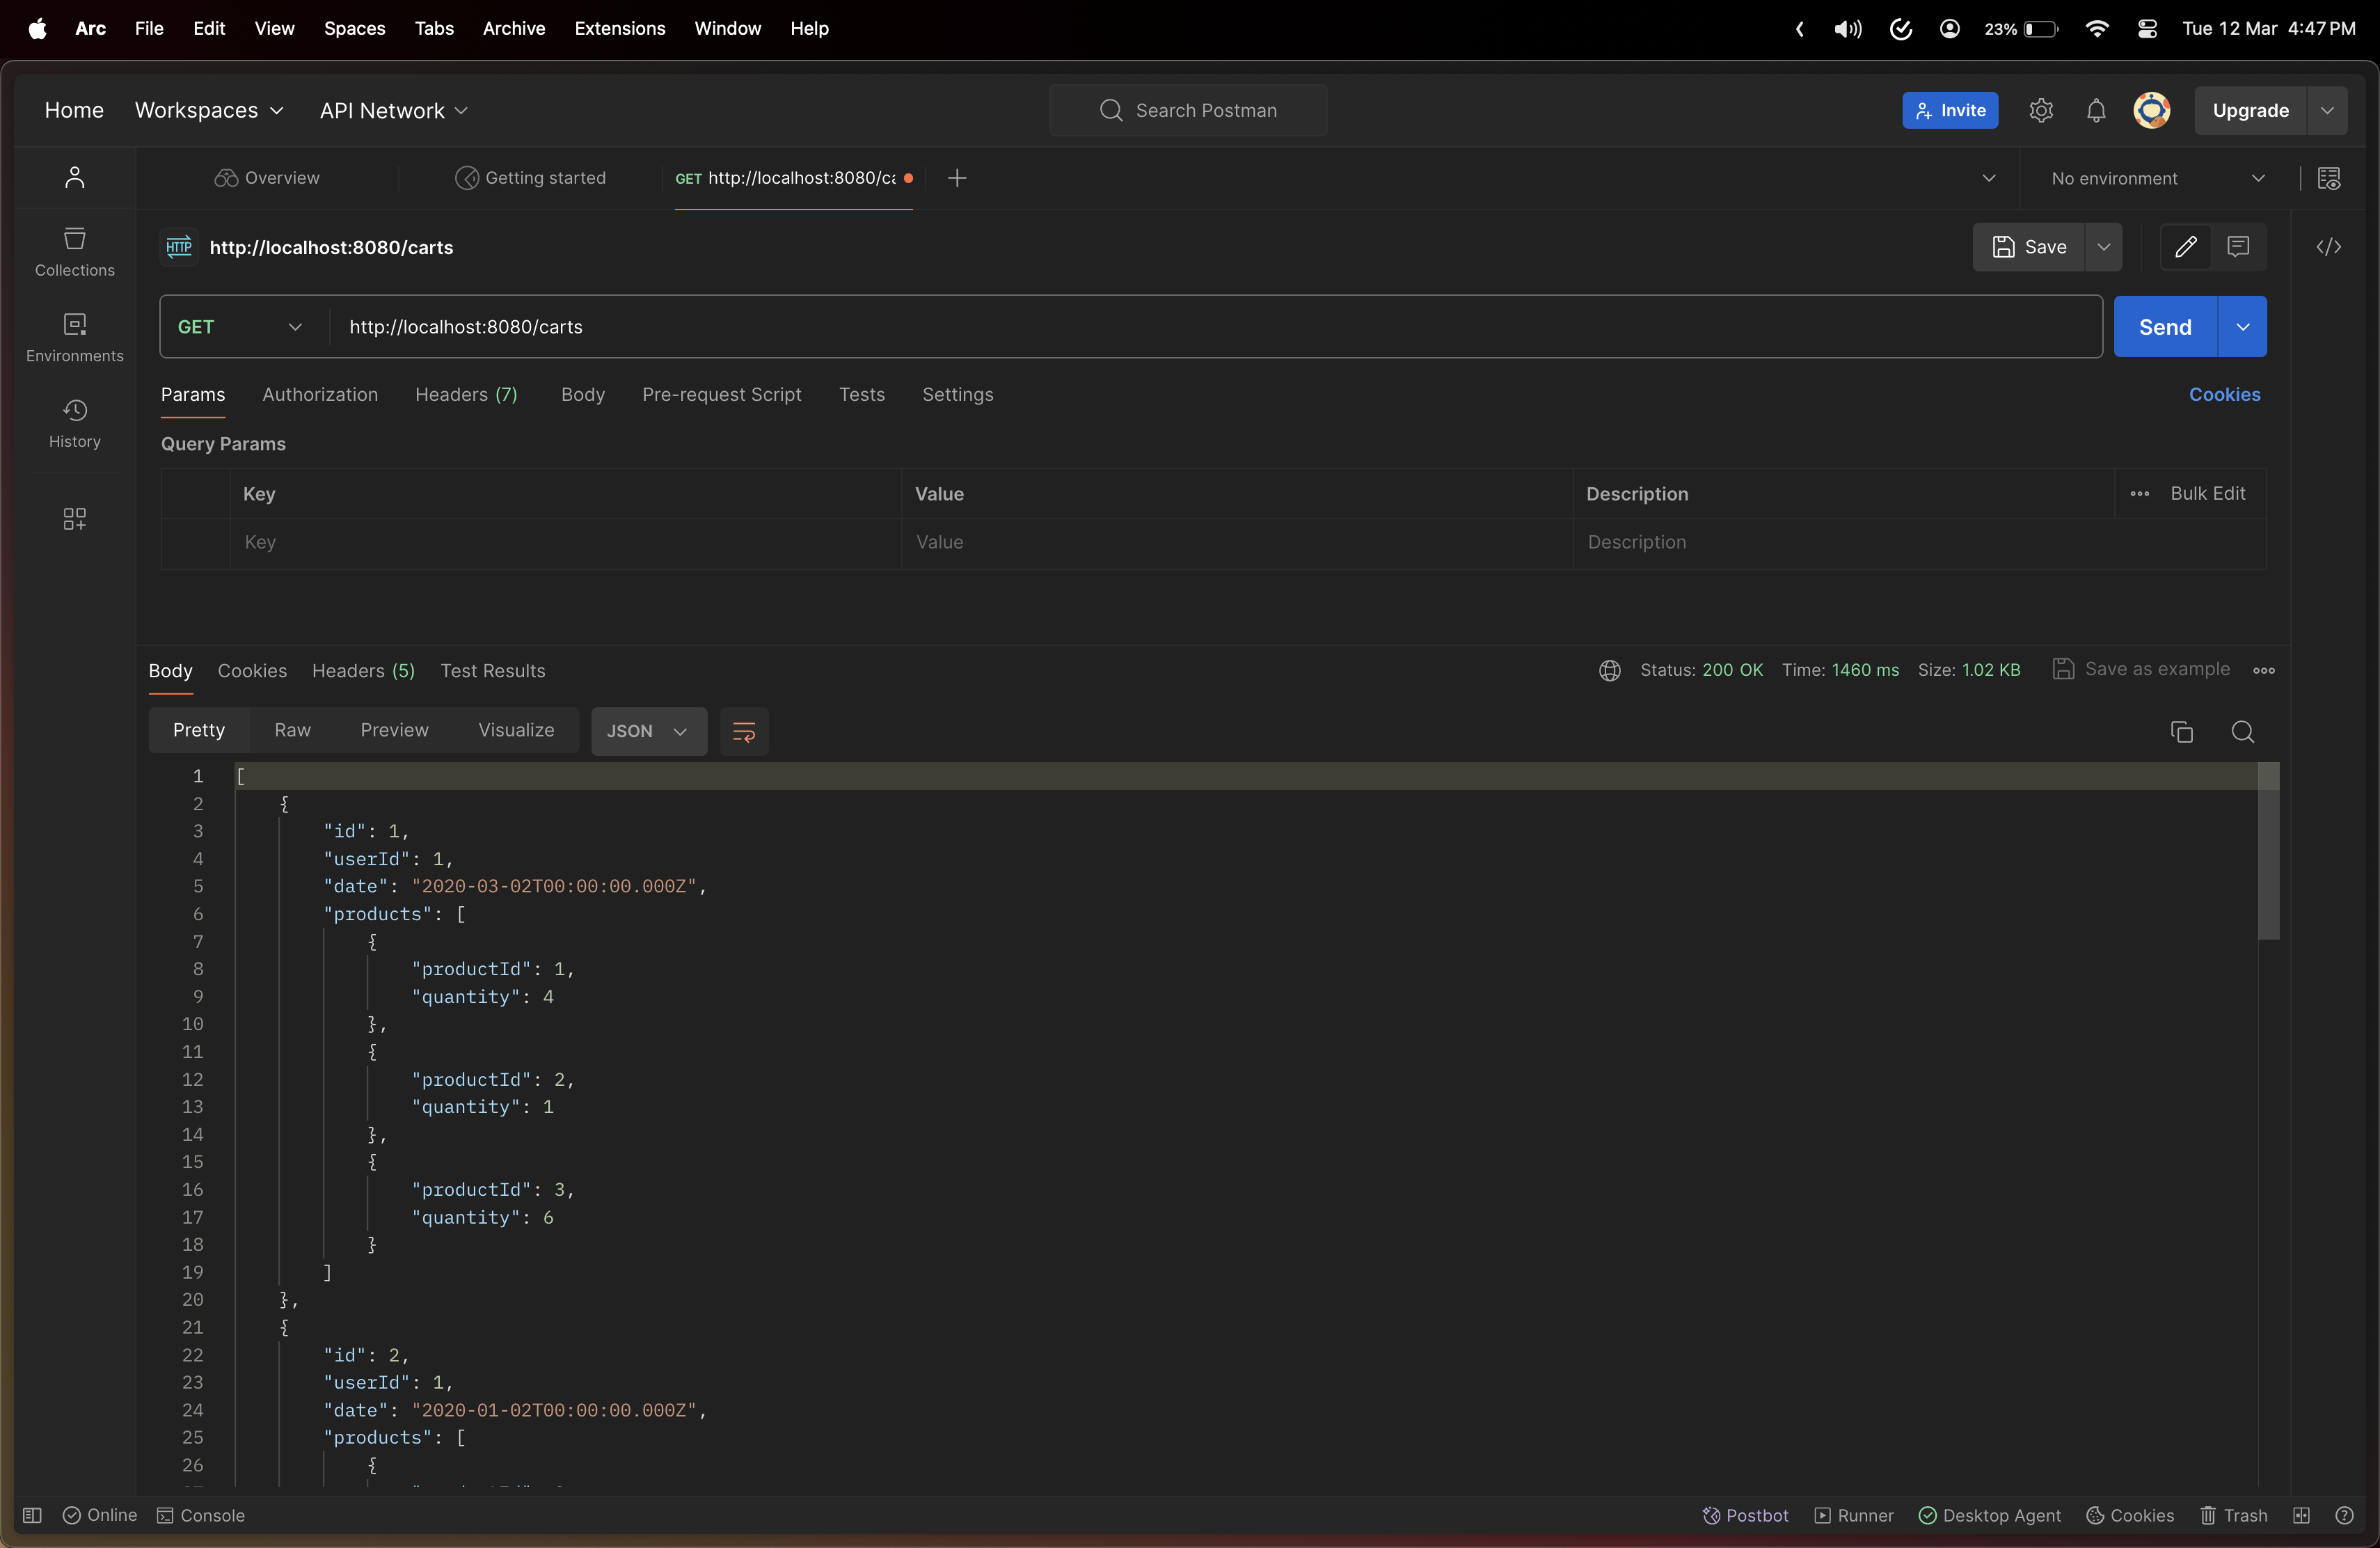 Arc File Edit View Spaces Tabs Archive Extensions Window Help 23% Tue 12 Mar 4:47 PM
Home Workspaces API Network Search Postman Invite Upgrade
Overview Getting started GET http://localhost:8080/ca No environment
HTTP http://localhost:8080/carts Save
Collections
GET http://localhost:8080/carts Send
Environments
Params Authorization Headers (7) Body Pre-request Script Tests Settings Cookies
History
Query Params
Key Value Description Bulk Edit
Key Value Description
Body Cookies Headers (5) Test Results Status: 200 OK Time: 1460 ms Size: 1.02 KB Save as example
Pretty Raw Preview Visualize JSON
1 [
2 {
3 "id": 1,
4 "userId": 1,
5 "date": "2020-03-02T00:00:00.000Z",
6 "products": [
7 {
8 "productId": 1,
9 "quantity": 4
10 },
11 {
12 "productId": 2,
13 "quantity": 1
14 },
15 {
16 "productId": 3,
17 "quantity": 6
18 }
19 ]
20 },
21 {
22 "id": 2,
23 "userId": 1,
24 "date": "2020-01-02T00:00:00.000Z",
25 "products": [
26 {
Online Console Postbot Runner Desktop Agent Cookies Trash